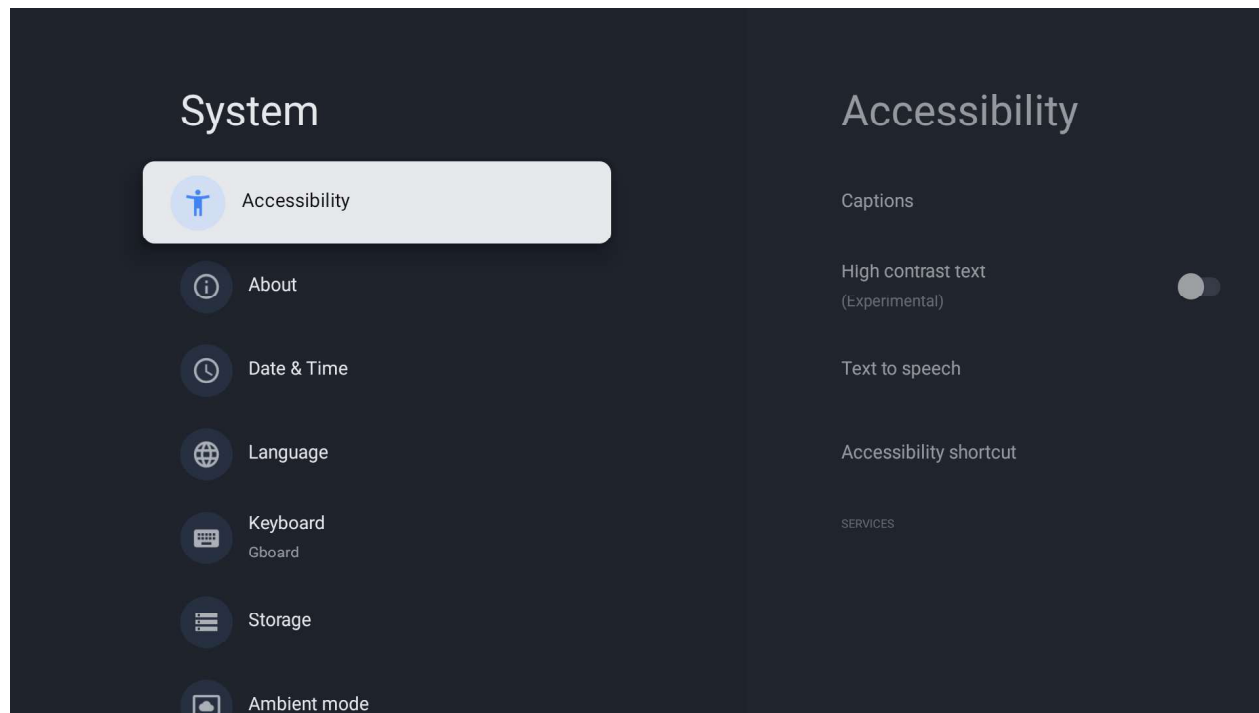 System
Accessibility
About
Date & Time
Language
Keyboard
Gboard
Storage
Ambient mode
Accessibility
Captions
High contrast text
(Experimental)
Text to speech
Accessibility shortcut
SERVICES